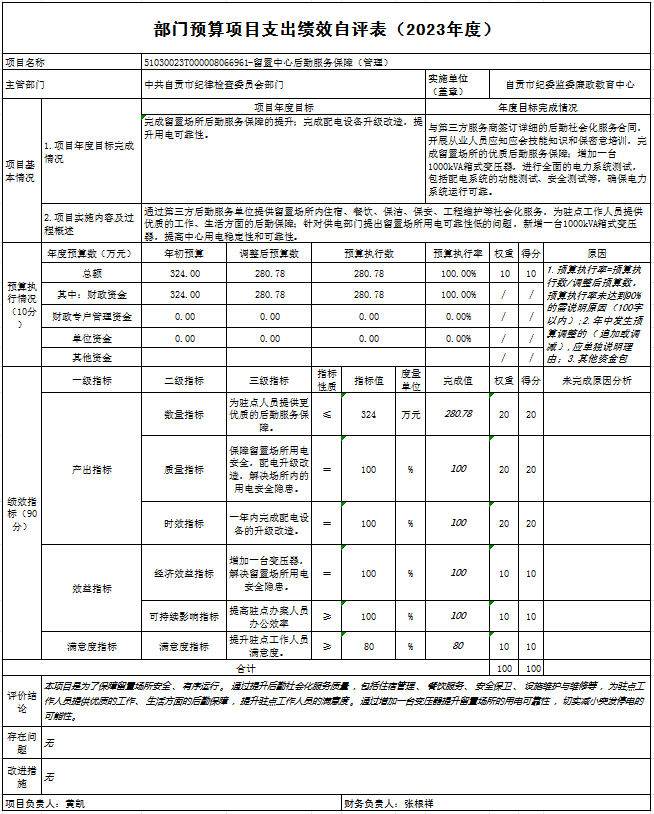 部门预算项目支出绩效自评表（2023年度）
项目名称 51030023T000008066961-留置中心后勤服务保障（管理）
主管部门 中共自贡市纪律检查委员会部门 实施单位（盖章） 自贡市纪委监委廉政教育中心
项目基本情况 1.项目年度目标完成情况 项目年度目标 年度目标完成情况
完成留置场所后勤服务保障的提升；完成配电设备升级改造，提升用电可靠性。
与第三方服务商签订详细的后勤社会化服务合同，开展从业人员应知应会技能知识和保密意培训，完成留置场所的优质后勤服务保障；增加一台1000kVA箱式变压器，进行全面的电力系统测试，包括配电系统的功能测试、安全测试等，确保电力系统运行可靠。
2.项目实施内容及过程概述 通过第三方后勤服务单位提供留置场所内住宿、餐饮、保洁、保安、工程维护等社会化服务，为驻点工作人员提供优质的工作、生活方面的后勤保障；针对供电部门提出留置场所用电可靠性低的问题，新增一台1000kVA箱式变压器，提高中心用电稳定性和可靠性。
预算执行情况（10分） 年度预算数（万元） 年初预算 调整后预算数 预算执行数 预算执行率 权重 得分 原因
总额 324.00 280.78 280.78 100.00% 10 10
其中：财政资金 324.00 280.78 280.78 100.00% / /
财政专户管理资金 0.00 0.00 0.00 0.00% / /
单位资金 0.00 0.00 0.00 0.00% / /
其他资金 / /
1.预算执行率=预算执行数/调整后预算数，预算执行率未达到90%的需说明原因（100字以内）；2.年中发生预算调整的（追加或调减），应单独说明理由；3.其他资金包
绩效指标（90分） 一级指标 二级指标 三级指标 指标性质 指标值 度量单位 完成值 权重 得分 未完成原因分析
产出指标 数量指标 为驻点人员提供更优质的后勤服务保障。 ≤ 324 万元 280.78 20 20
质量指标 保障留置场所用电安全，配电升级改造，解决场所内的用电安全隐患。 ＝ 100 % 100 20 20
时效指标 一年内完成配电设备的升级改造。 ＝ 100 % 100 20 20
效益指标 经济效益指标 增加一台变压器，解决留置场所用电安全隐患。 ＝ 100 % 100 10 10
可持续影响指标 提高驻点办案人员办公效率 ≥ 100 % 100 10 10
满意度指标 满意度指标 提升驻点工作人员满意度。 ≥ 80 % 80 10 10
合计 100 100
评价结论 本项目是为了保障留置场所安全、有序运行。通过提升后勤社会化服务质量，包括住宿管理、餐饮服务、安全保卫、设施维护与维修等，为驻点工作人员提供优质的工作、生活方面的后勤保障，提升驻点工作人员的满意度。通过增加一台变压器提升留置场所的用电可靠性，切实减小突发停电的可能性。
存在问题 无
改进措施 无
项目负责人：黄凯 财务负责人：张根祥